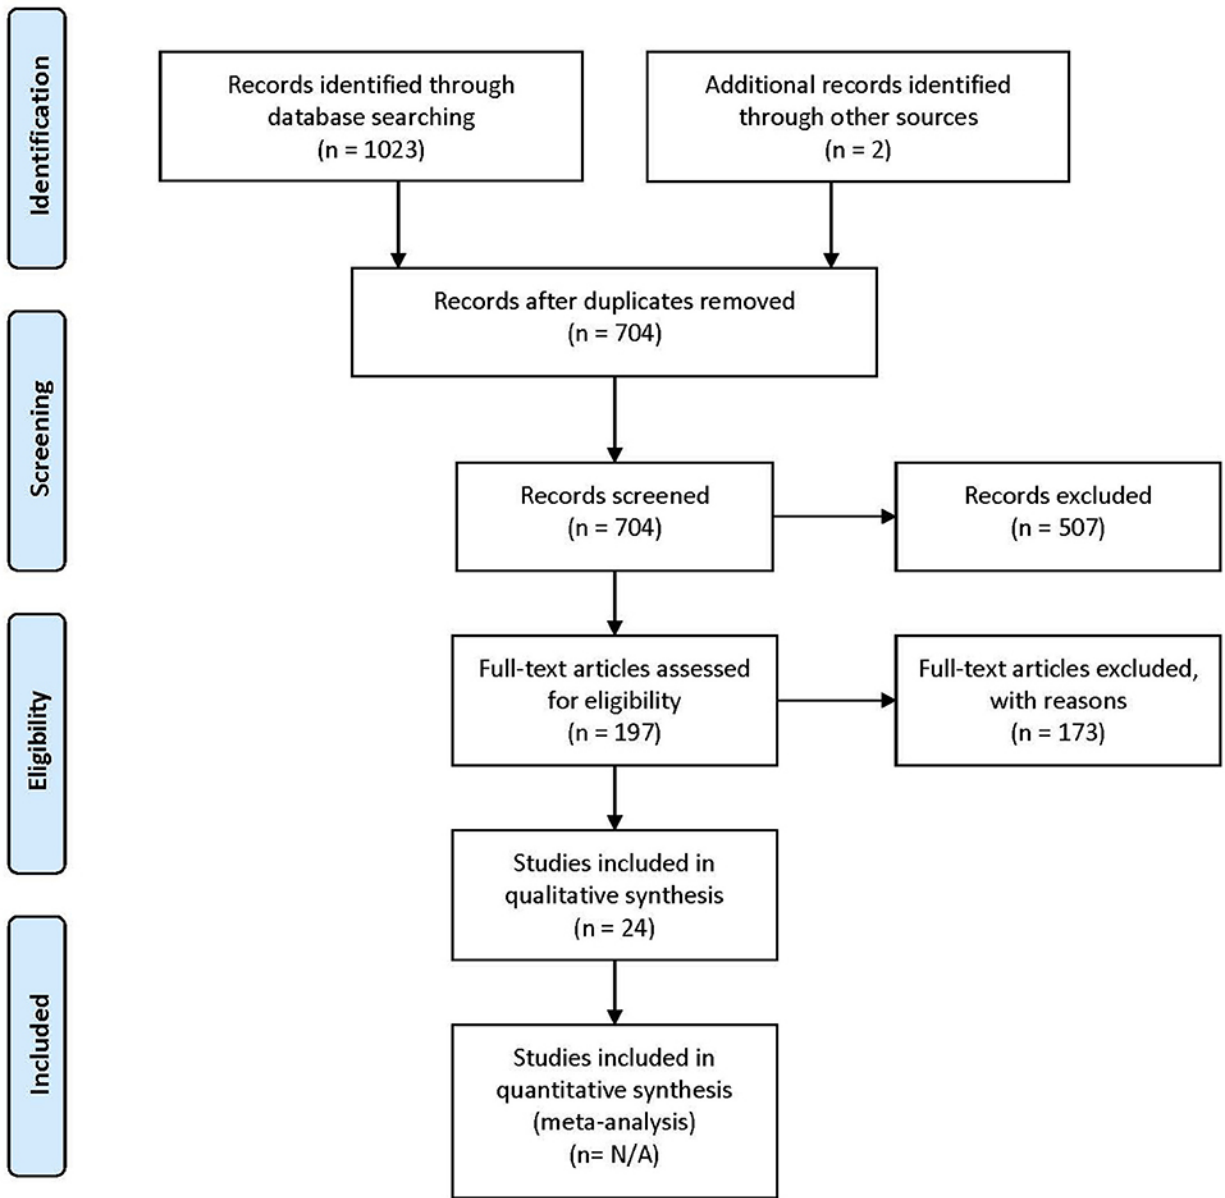 Identification
Records identified through
database searching
(n = 1023)
Additional records identified
through other sources
(n = 2)
Records after duplicates removed
(n = 704)
Screening
Records screened
(n = 704)
Records excluded
(n = 507)
Eligibility
Full-text articles assessed
for eligibility
(n = 197)
Full-text articles excluded,
with reasons
(n = 173)
Studies included in
qualitative synthesis
(n = 24)
Included
Studies included in
quantitative synthesis
(meta-analysis)
(n= N/A)